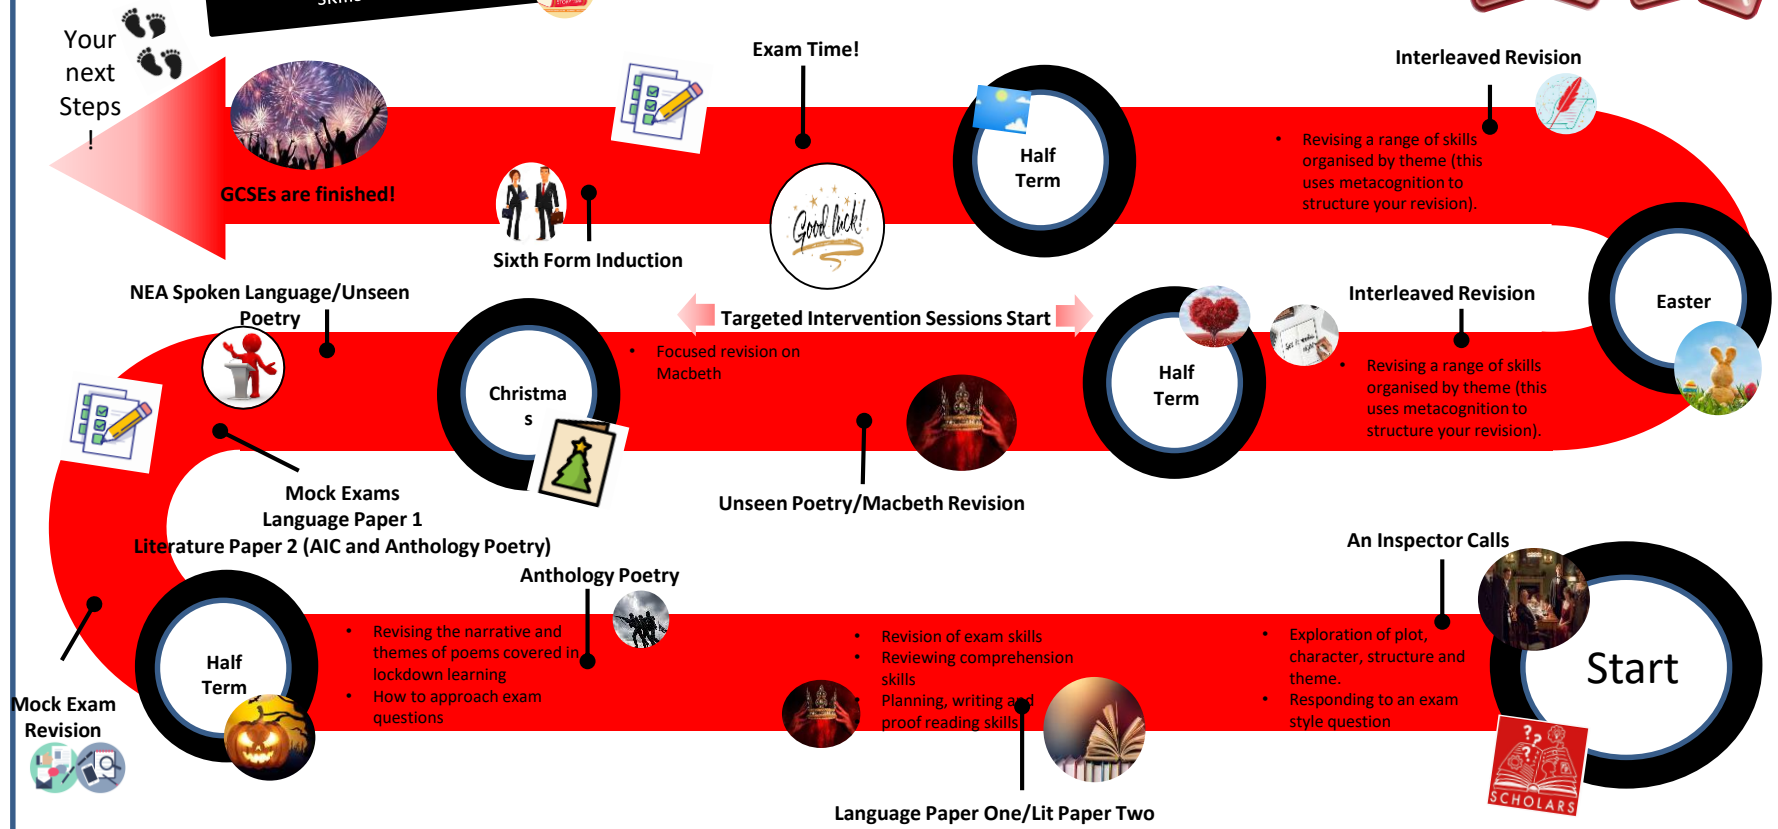 Skills
Your
next
Steps
!
Exam Time!
Interleaved Revision
• Revising a range of skills
organised by theme (this
uses metacognition to
structure your revision).
Half
Term
GCSEs are finished!
Good luck!
Sixth Form Induction
NEA Spoken Language/Unseen
Poetry
Targeted Intervention Sessions Start
Interleaved Revision
Easter
• Focused revision on
Macbeth
• Revising a range of skills
organised by theme (this
uses metacognition to
structure your revision).
Christma
s
Half
Term
Unseen Poetry/Macbeth Revision
Mock Exams
Language Paper 1
Literature Paper 2 (AIC and Anthology Poetry)
An Inspector Calls
Anthology Poetry
• Revising the narrative and
themes of poems covered in
lockdown learning
• How to approach exam
questions
• Revision of exam skills
• Reviewing comprehension
skills
• Planning, writing and
proof reading skills
• Exploration of plot,
character, structure and
theme.
• Responding to an exam
style question
Start
Half
Term
Mock Exam
Revision
SCHOLARS
Language Paper One/Lit Paper Two